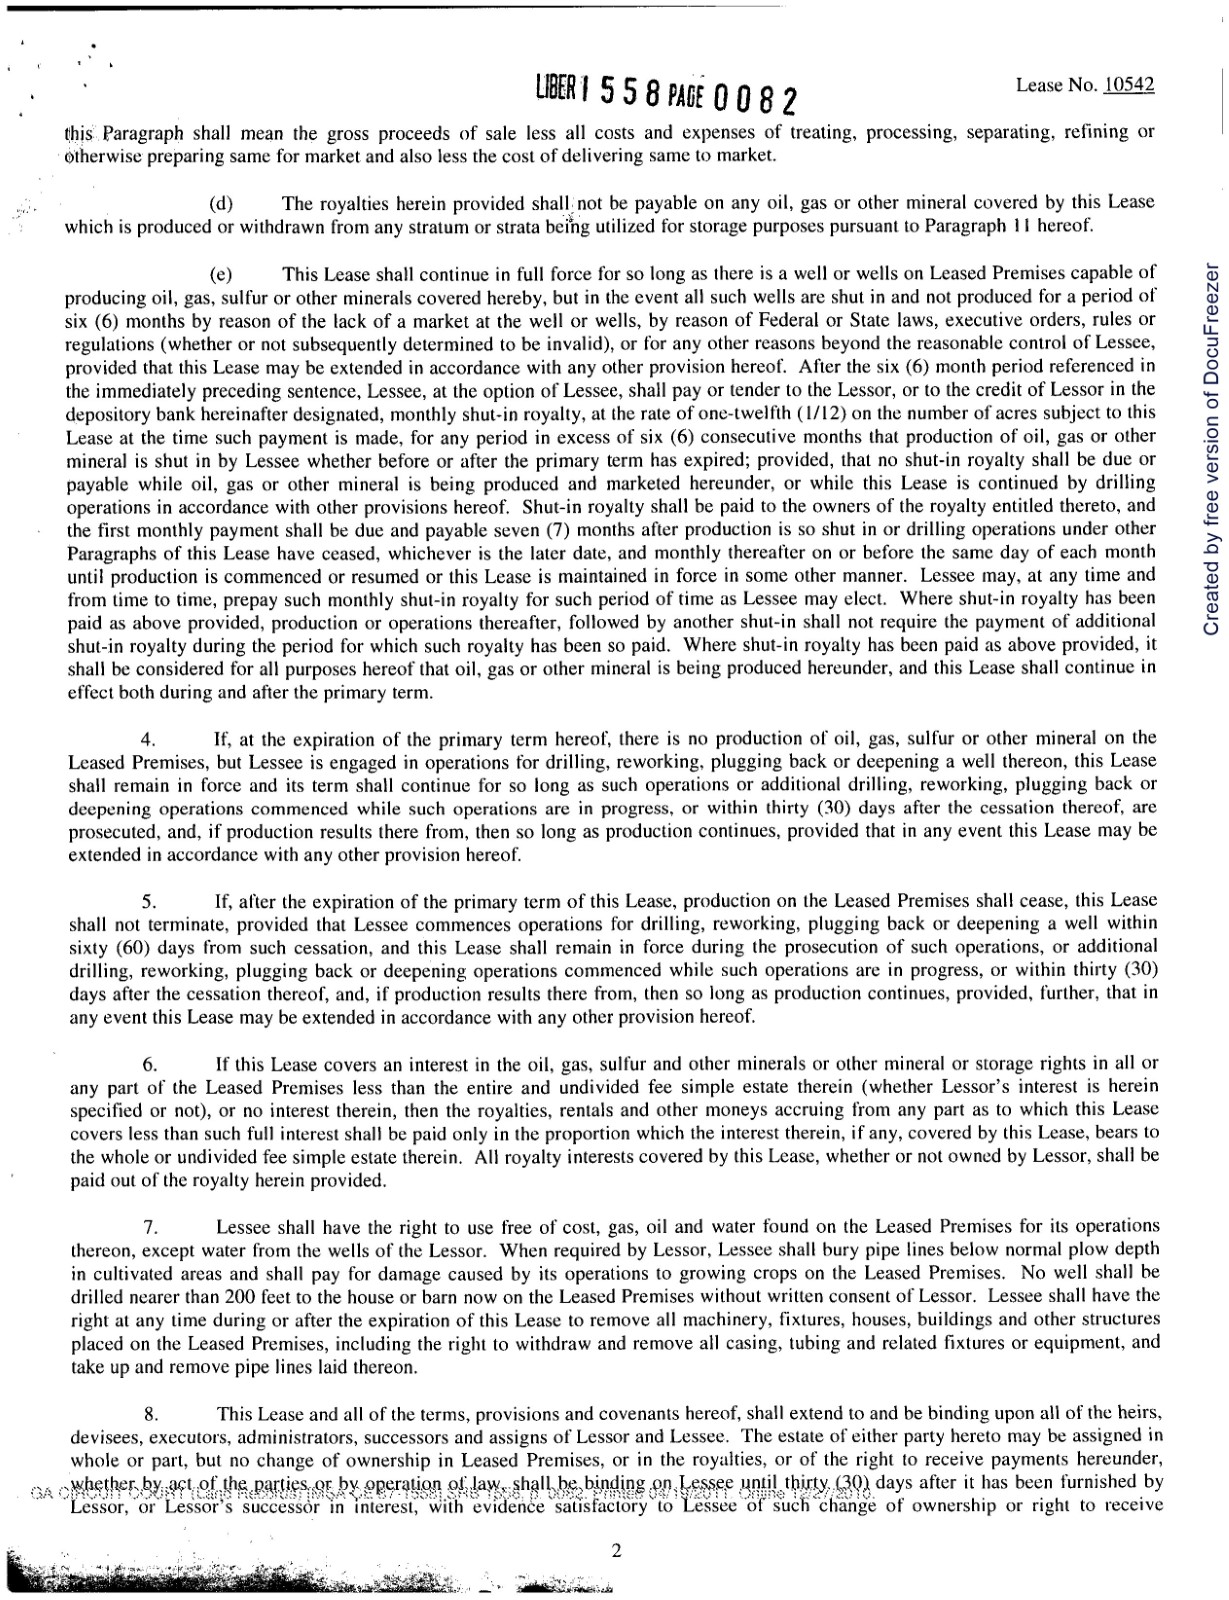 LIBER 1 558 PAGE 0082
Lease No. 10542
this Paragraph shall mean the gross proceeds of sale less all costs and expenses of treating, processing, separating, refining or
otherwise preparing same for market and also less the cost of delivering same to market.
(d) The royalties herein provided shall not be payable on any oil, gas or other mineral covered by this Lease
which is produced or withdrawn from any stratum or strata being utilized for storage purposes pursuant to Paragraph 11 hereof.
(e) This Lease shall continue in full force for so long as there is a well or wells on Leased Premises capable of
producing oil, gas, sulfur or other minerals covered hereby, but in the event all such wells are shut in and not produced for a period of
six (6) months by reason of the lack of a market at the well or wells, by reason of Federal or State laws, executive orders, rules or
regulations (whether or not subsequently determined to be invalid), or for any other reasons beyond the reasonable control of Lessee,
provided that this Lease may be extended in accordance with any other provision hereof. After the six (6) month period referenced in
the immediately preceding sentence, Lessee, at the option of Lessee, shall pay or tender to the Lessor, or to the credit of Lessor in the
depository bank hereinafter designated, monthly shut-in royalty, at the rate of one-twelfth (1/12) on the number of acres subject to this
Lease at the time such payment is made, for any period in excess of six (6) consecutive months that production of oil, gas or other
mineral is shut in by Lessee whether before or after the primary term has expired; provided, that no shut-in royalty shall be due or
payable while oil, gas or other mineral is being produced and marketed hereunder, or while this Lease is continued by drilling
operations in accordance with other provisions hereof. Shut-in royalty shall be paid to the owners of the royalty entitled thereto, and
the first monthly payment shall be due and payable seven (7) months after production is so shut in or drilling operations under other
Paragraphs of this Lease have ceased, whichever is the later date, and monthly thereafter on or before the same day of each month
until production is commenced or resumed or this Lease is maintained in force in some other manner. Lessee may, at any time and
from time to time, prepay such monthly shut-in royalty for such period of time as Lessee may elect. Where shut-in royalty has been
paid as above provided, production or operations thereafter, followed by another shut-in shall not require the payment of additional
shut-in royalty during the period for which such royalty has been so paid. Where shut-in royalty has been paid as above provided, it
shall be considered for all purposes hereof that oil, gas or other mineral is being produced hereunder, and this Lease shall continue in
effect both during and after the primary term.
4. If, at the expiration of the primary term hereof, there is no production of oil, gas, sulfur or other mineral on the
Leased Premises, but Lessee is engaged in operations for drilling, reworking, plugging back or deepening a well thereon, this Lease
shall remain in force and its term shall continue for so long as such operations or additional drilling, reworking, plugging back or
deepening operations commenced while such operations are in progress, or within thirty (30) days after the cessation thereof, are
prosecuted, and, if production results there from, then so long as production continues, provided that in any event this Lease may be
extended in accordance with any other provision hereof.
5. If, after the expiration of the primary term of this Lease, production on the Leased Premises shall cease, this Lease
shall not terminate, provided that Lessee commences operations for drilling, reworking, plugging back or deepening a well within
sixty (60) days from such cessation, and this Lease shall remain in force during the prosecution of such operations, or additional
drilling, reworking, plugging back or deepening operations commenced while such operations are in progress, or within thirty (30)
days after the cessation thereof, and, if production results there from, then so long as production continues, provided, further, that in
any event this Lease may be extended in accordance with any other provision hereof.
6. If this Lease covers an interest in the oil, gas, sulfur and other minerals or other mineral or storage rights in all or
any part of the Leased Premises less than the entire and undivided fee simple estate therein (whether Lessor's interest is herein
specified or not), or no interest therein, then the royalties, rentals and other moneys accruing from any part as to which this Lease
covers less than such full interest shall be paid only in the proportion which the interest therein, if any, covered by this Lease, bears to
the whole or undivided fee simple estate therein. All royalty interests covered by this Lease, whether or not owned by Lessor, shall be
paid out of the royalty herein provided.
7. Lessee shall have the right to use free of cost, gas, oil and water found on the Leased Premises for its operations
thereon, except water from the wells of the Lessor. When required by Lessor, Lessee shall bury pipe lines below normal plow depth
in cultivated areas and shall pay for damage caused by its operations to growing crops on the Leased Premises. No well shall be
drilled nearer than 200 feet to the house or barn now on the Leased Premises without written consent of Lessor. Lessee shall have the
right at any time during or after the expiration of this Lease to remove all machinery, fixtures, houses, buildings and other structures
placed on the Leased Premises, including the right to withdraw and remove all casing, tubing and related fixtures or equipment, and
take up and remove pipe lines laid thereon.
8. This Lease and all of the terms, provisions and covenants hereof, shall extend to and be binding upon all of the heirs,
devisees, executors, administrators, successors and assigns of Lessor and Lessee. The estate of either party hereto may be assigned in
whole or part, but no change of ownership in Leased Premises, or in the royalties, or of the right to receive payments hereunder,
whether by act of the parties or by operation of law, shall be binding on Lessee until thirty (30) days after it has been furnished by
Lessor, or Lessor's successor in interest, with evidence satisfactory to Lessee of such change of ownership or right to receive
2
Created by free version of DocuFreezer